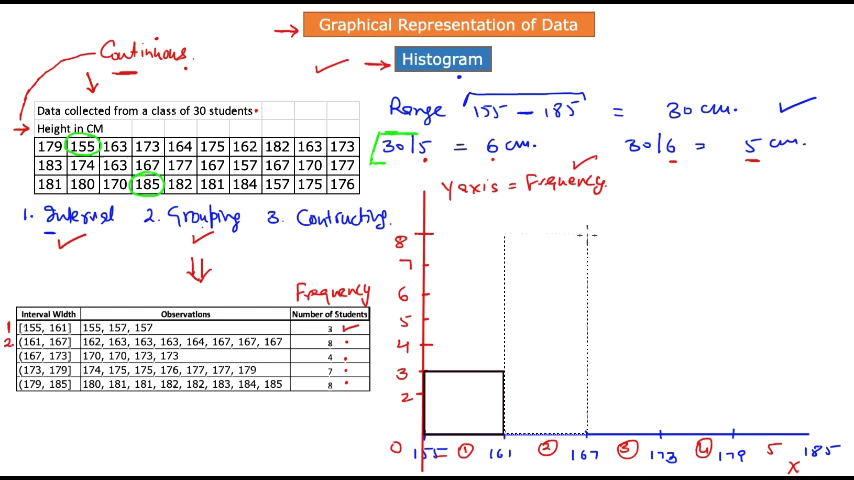 Graphical Representation of Data
Continuous.
Histogram
Data collected from a class of 30 students
Height in CM
179 155 163 173 164 175 162 182 163 173
183 174 163 167 177 167 157 163 170 177
181 180 170 185 182 181 184 157 175 176
Range 155 - 185 = 30 cm.
30/5 = 6 cm. 30/6 = 5 cm.
1. Interval 2. Grouping 3. Contructing.
Y axis = Frequency.
Frequency
Interval Width Observations Number of Students
1 [155, 161] 155, 157, 157 3
2 (161, 167] 162, 163, 163, 163, 164, 167, 167, 167 8
(167, 173] 170, 170, 173, 173 4
(173, 179] 174, 175, 175, 176, 177, 177, 179 7
(179, 185] 180, 181, 181, 182, 182, 183, 184, 185 8
8
7
6
5
4
3
2
0 155 1 161 2 167 3 173 4 179 5 185
X